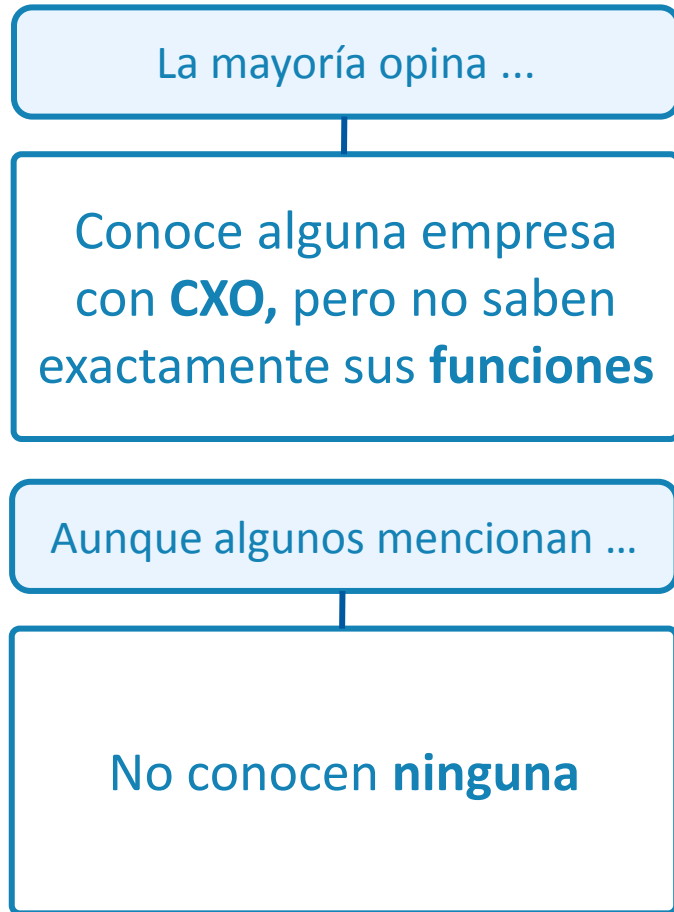 La mayoría opina ...
Conoce alguna empresa
con CXO, pero no saben
exactamente sus funciones
Aunque algunos mencionan ...
No conocen ninguna